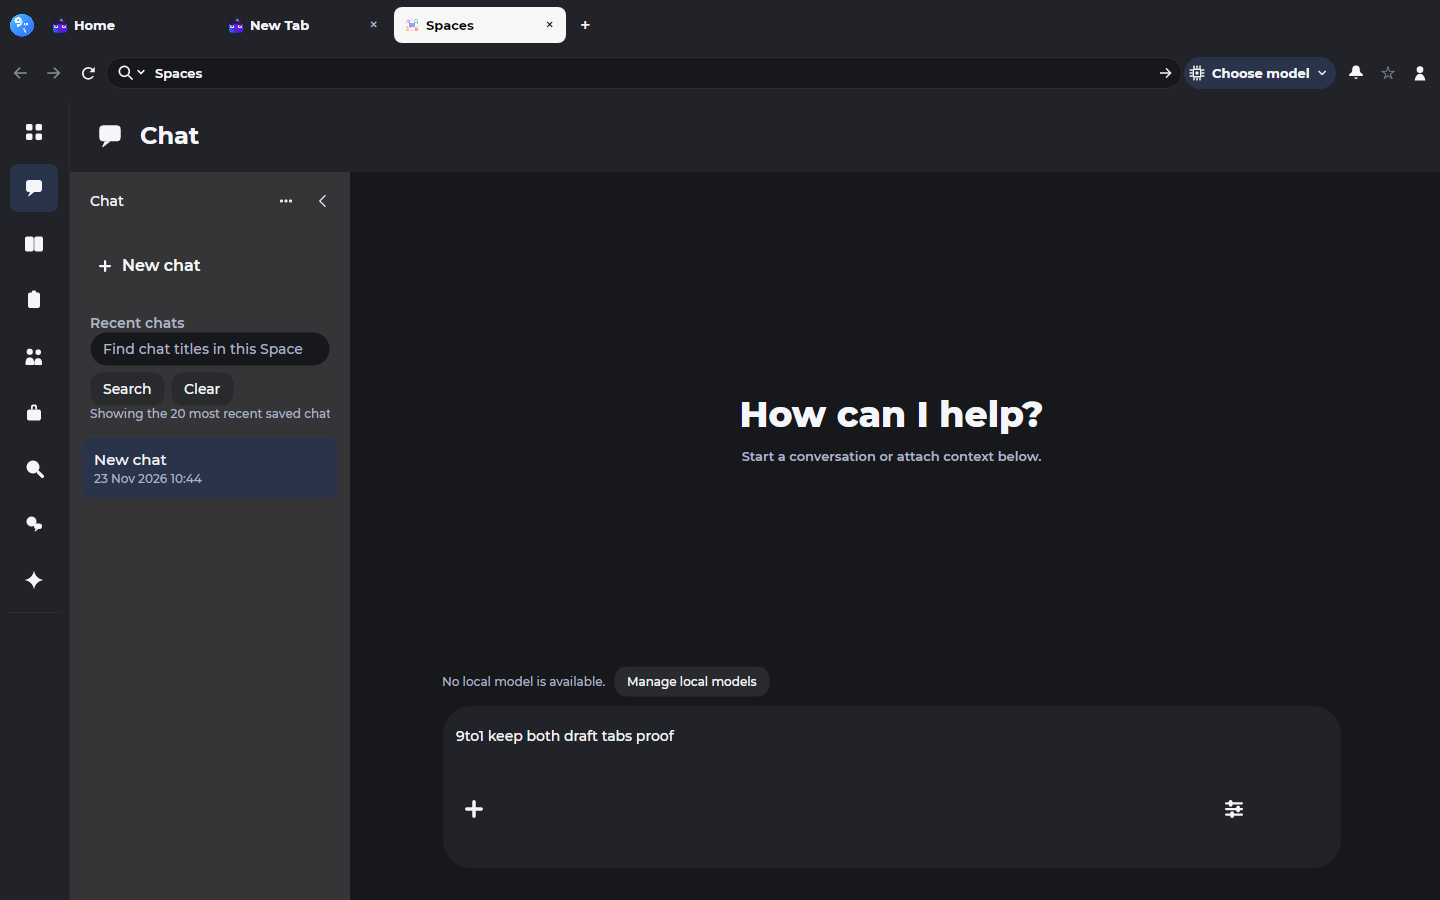 Home
New Tab
Spaces
Spaces
Choose model
Chat
Chat
New chat
Recent chats
Find chat titles in this Space
Search
Clear
Showing the 20 most recent saved chat
New chat
23 Nov 2026 10:44
How can I help?
Start a conversation or attach context below.
No local model is available.
Manage local models
9to1 keep both draft tabs proof